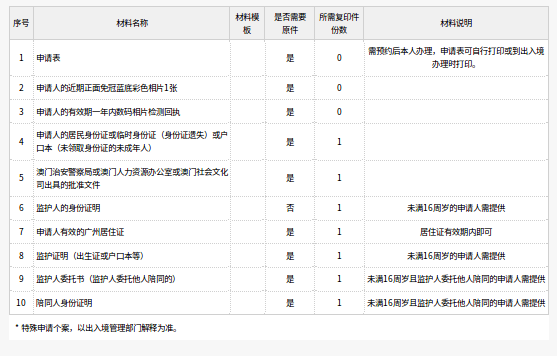 序号 材料名称 材料模板 是否需要原件 所需复印件份数 材料说明
1 申请表 是 0 需预约后本人办理，申请表可自行打印或到出入境办理时打印。
2 申请人的近期正面免冠蓝底彩色相片1张 是 0
3 申请人的有效期一年内数码相片检测回执 是 0
4 申请人的居民身份证或临时身份证（身份证遗失）或户口本（未领取身份证的未成年人） 是 1
5 澳门治安警察局或澳门人力资源办公室或澳门社会文化司出具的批准文件 是 1
6 监护人的身份证明 否 1 未满16周岁的申请人需提供
7 申请人有效的广州居住证 是 1 居住证有效期内即可
8 监护证明（出生证或户口本等） 是 1 未满16周岁的申请人需提供
9 监护人委托书（监护人委托他人陪同的） 是 1 未满16周岁且监护人委托他人陪同的申请人需提供
10 陪同人身份证明 是 1 未满16周岁且监护人委托他人陪同的申请人需提供
* 特殊申请个案，以出入境管理部门解释为准。